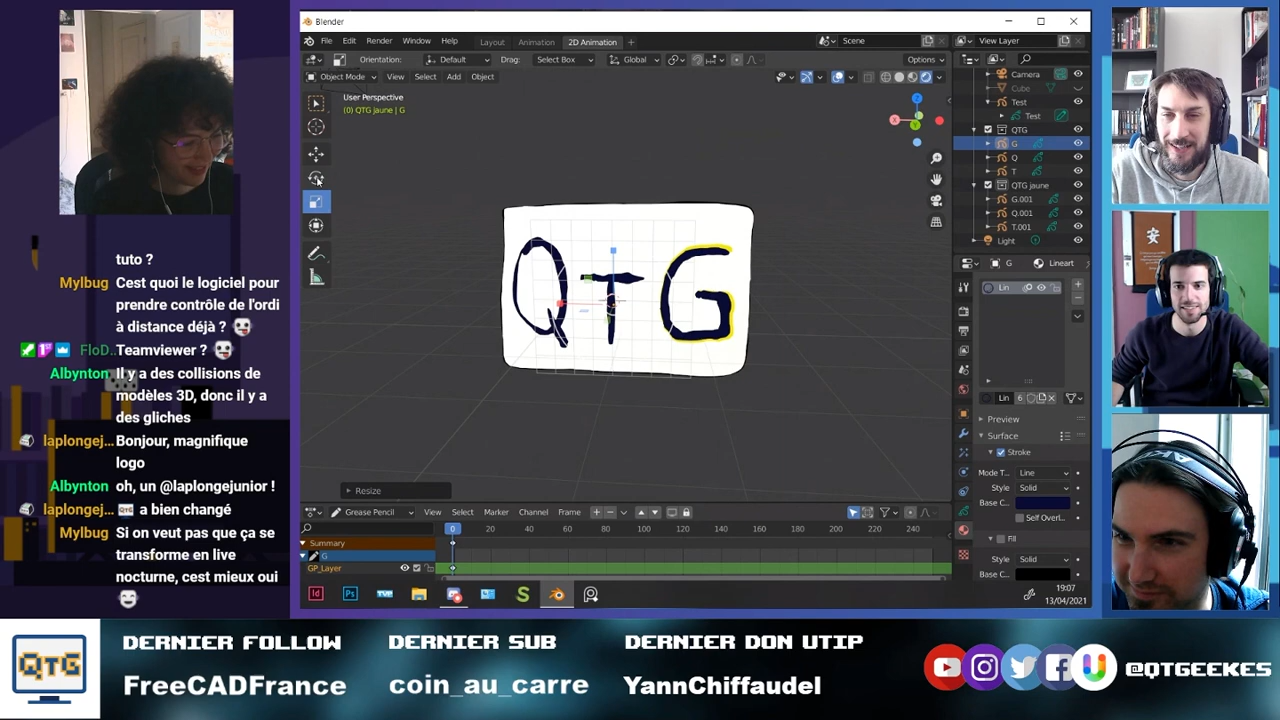 tuto ?
Mylbug Cest quoi le logiciel pour
prendre contrôle de l'ordi
à distance déjà ?
FloD.. Teamviewer ?
Albynton Il y a des collisions de
modèles 3D, donc il y a
des gliches
laplongej... Bonjour, magnifique
logo
Albynton oh, un @laplongejunior !
laplongej... a bien changé
Mylbug Si on veut pas que ça se
transforme en live
nocturne, cest mieux oui
Blender
File Edit Render Window Help Layout Animation 2D Animation + Scene View Layer
Orientation: Default Drag: Select Box Global Options
Object Mode View Select Add Object
User Perspective
(0) QTG jaune | G
X
Y
Z
QTG
Resize
Camera
Cube
Test
Test
QTG
G
Q
T
QTG jaune
G.001
Q.001
T.001
Light
G Lineart
Lin
Lin 6
Preview
Surface
Stroke
Mode T... Line
Style Solid
Base C...
Self Overl..
Fill
Style Solid
Base C...
Grease Pencil View Select Marker Channel Frame
0 20 40 60 80 100 120 140 160 180 200 220 240
Summary
G
GP_Layer
Id Ps S
19:07
13/04/2021
安
QTG
DERNIER FOLLOW DERNIER SUB DERNIER DON UTIP
FreeCADFrance coin_au_carre YannChiffaudel
@QTGEEKES